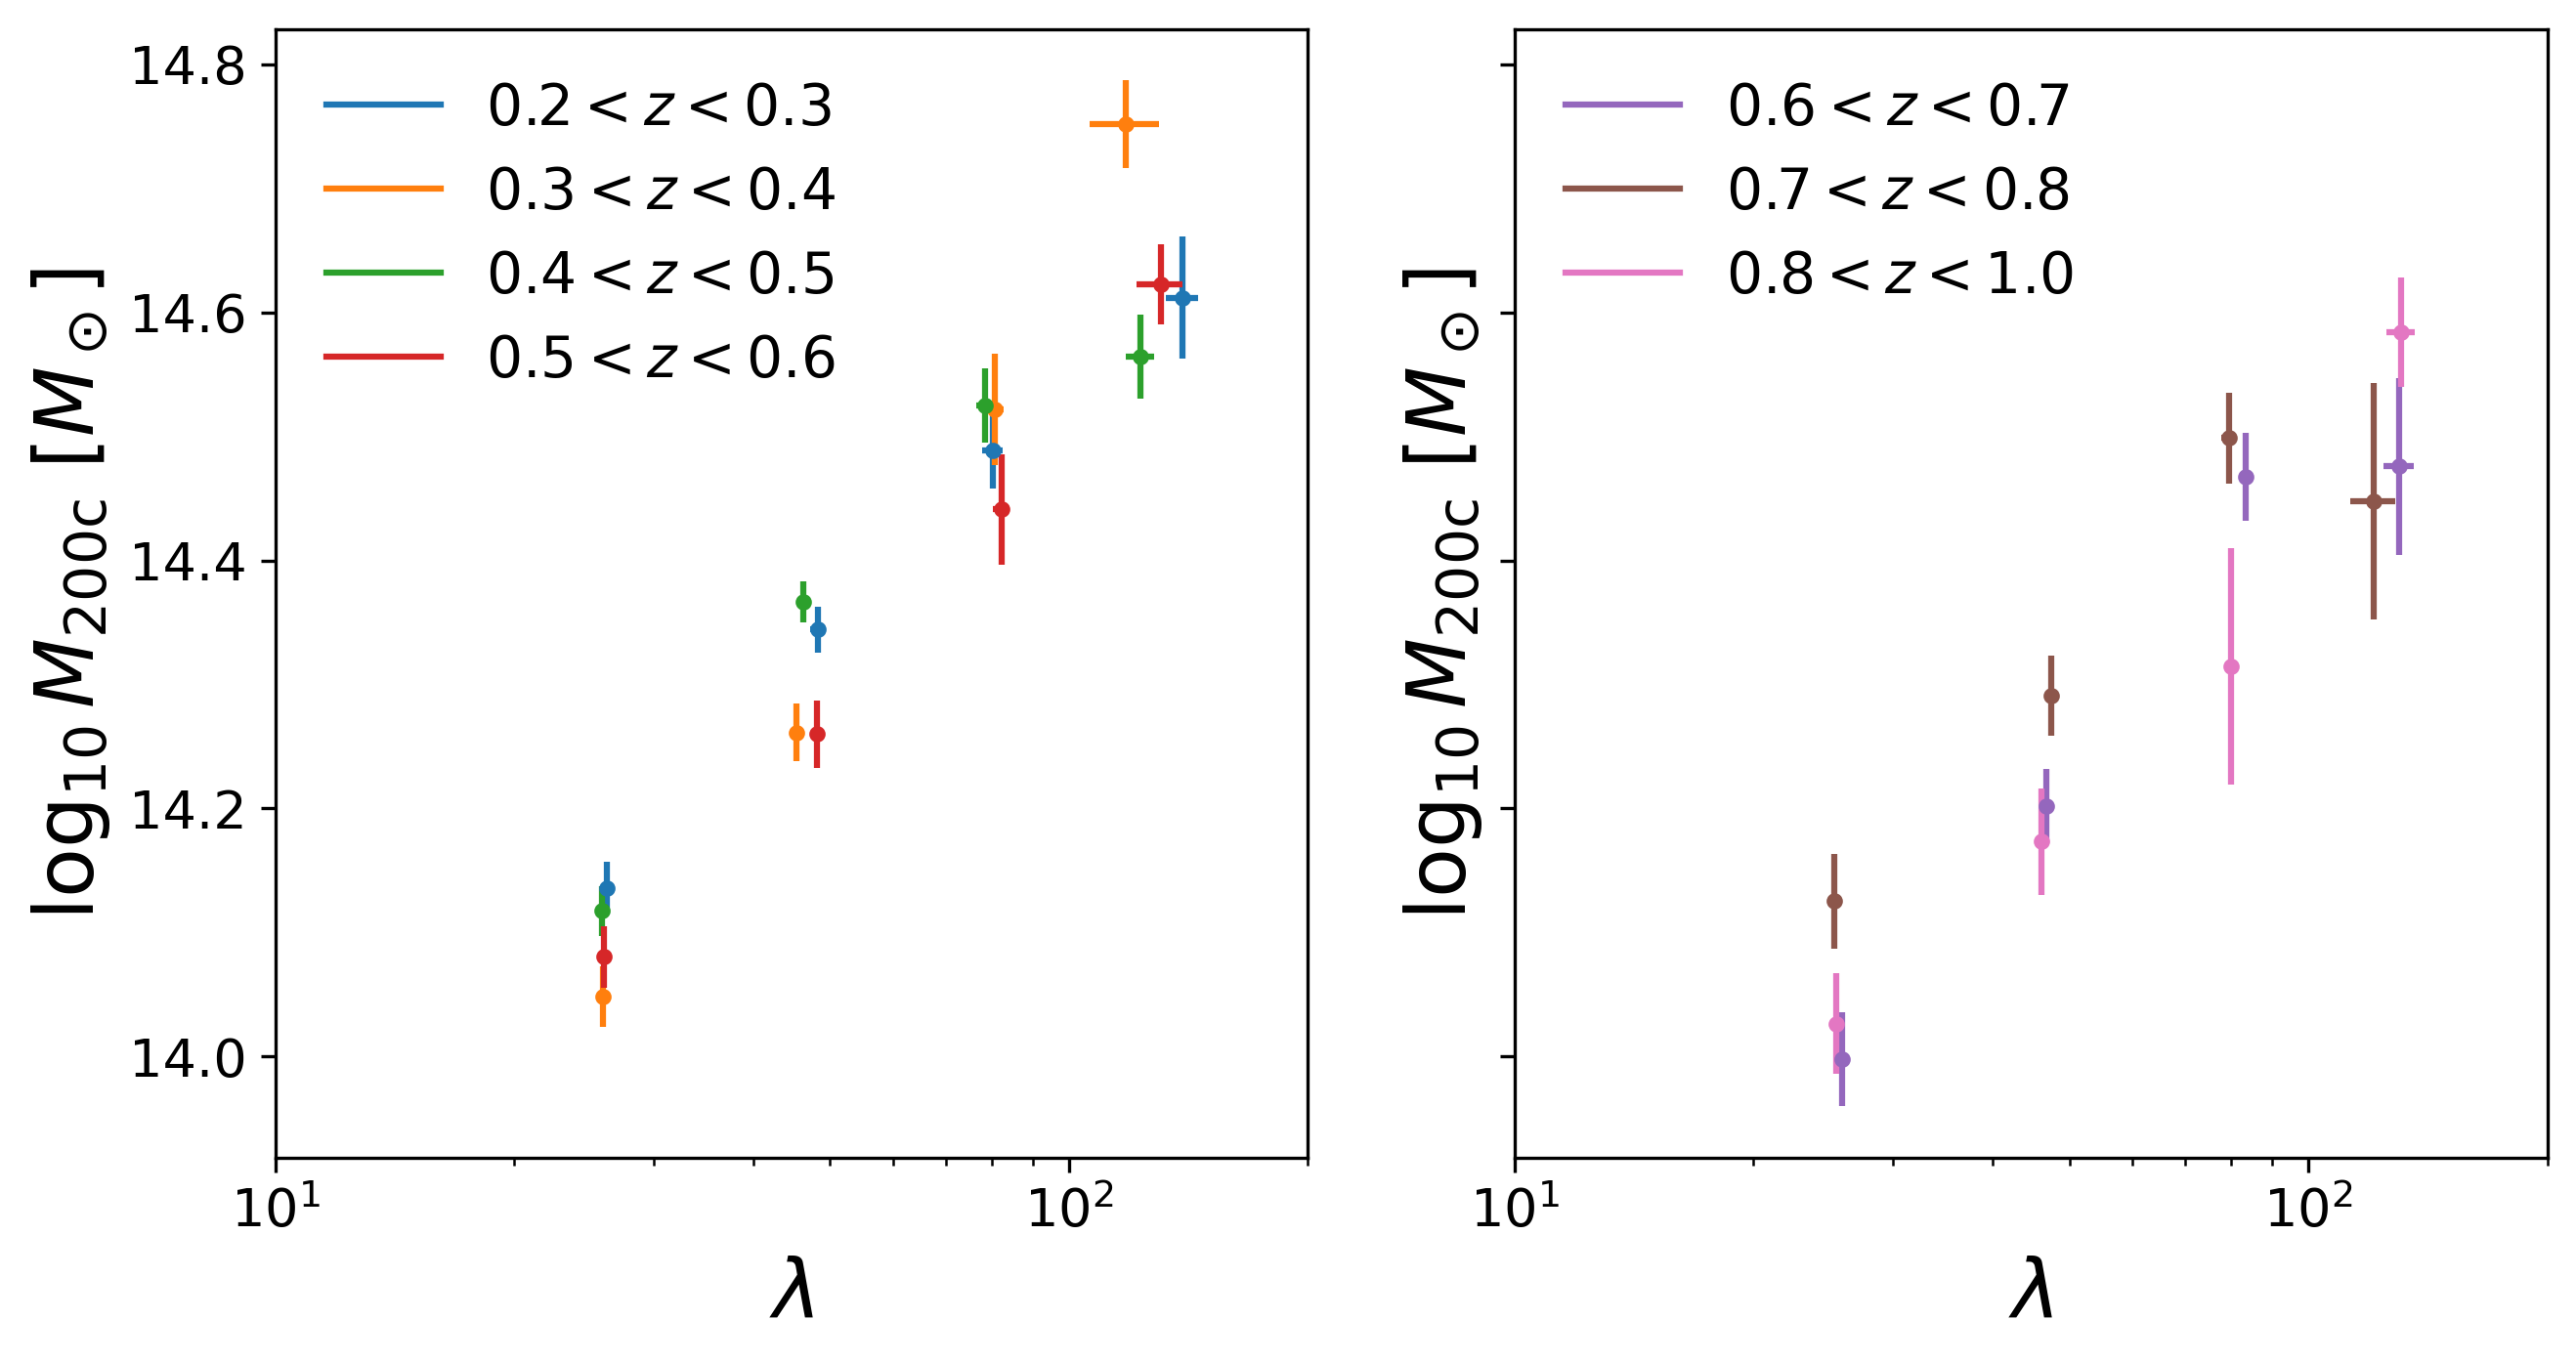 14.8
14.6
14.4
14.2
14.0
log₁₀ M₂₀₀c [M⊙]
0.2 < z < 0.3
0.3 < z < 0.4
0.4 < z < 0.5
0.5 < z < 0.6
10¹
10²
λ
log₁₀ M₂₀₀c [M⊙]
0.6 < z < 0.7
0.7 < z < 0.8
0.8 < z < 1.0
10¹
10²
λ